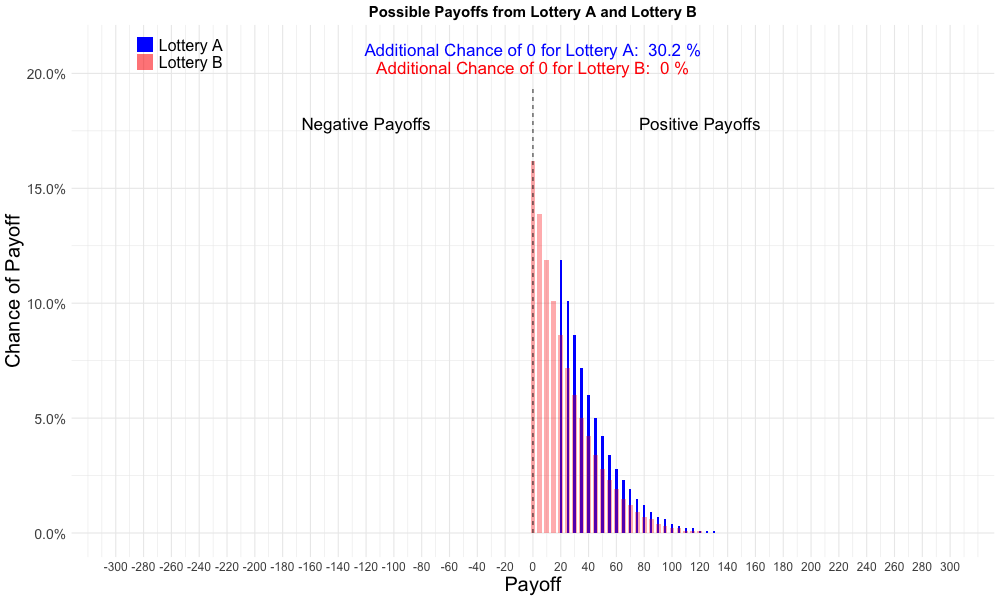 Possible Payoffs from Lottery A and Lottery B
Lottery A
Lottery B
Additional Chance of 0 for Lottery A:  30.2 %
Additional Chance of 0 for Lottery B:  0 %
Negative Payoffs
Positive Payoffs
Chance of Payoff
20.0%
15.0%
10.0%
5.0%
0.0%
-300 -280 -260 -240 -220 -200 -180 -160 -140 -120 -100 -80 -60 -40 -20 0 20 40 60 80 100 120 140 160 180 200 220 240 260 280 300
Payoff